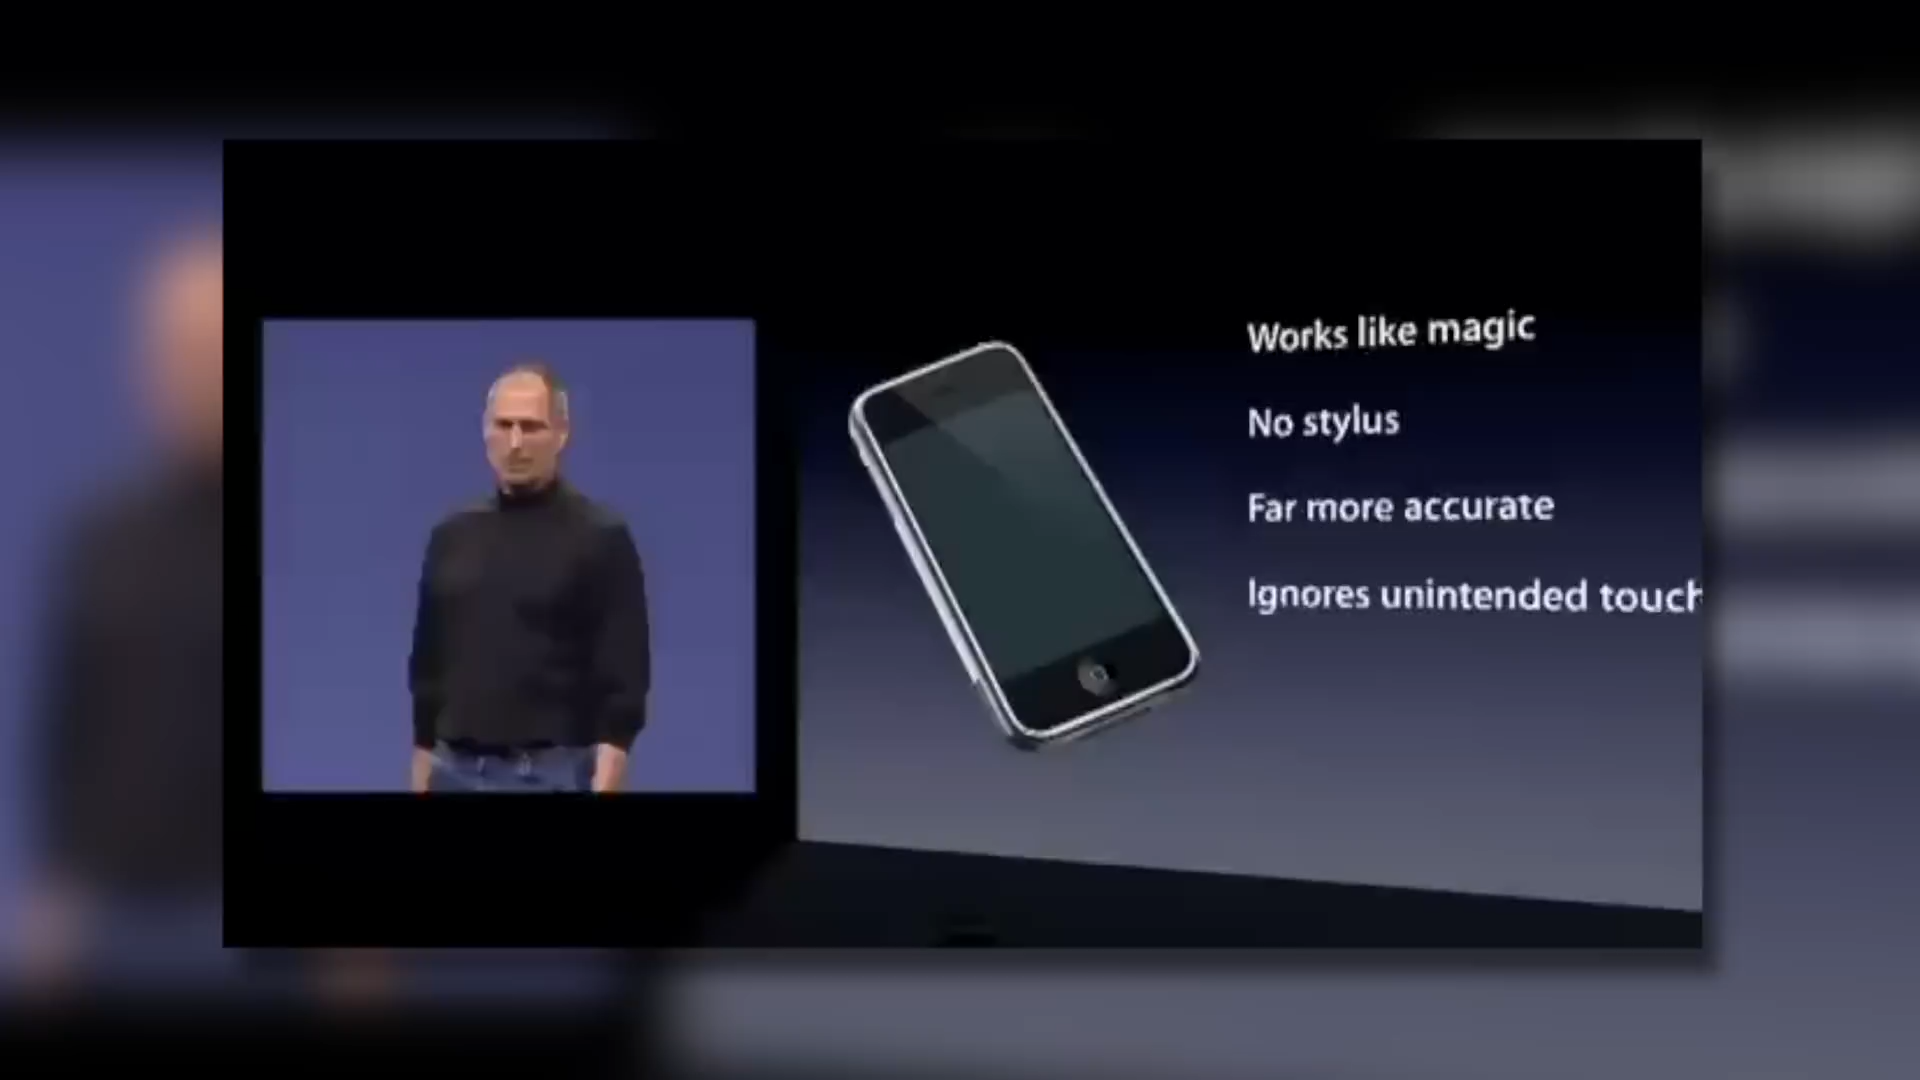 Works like magic
No stylus
Far more accurate
Ignores unintended touch